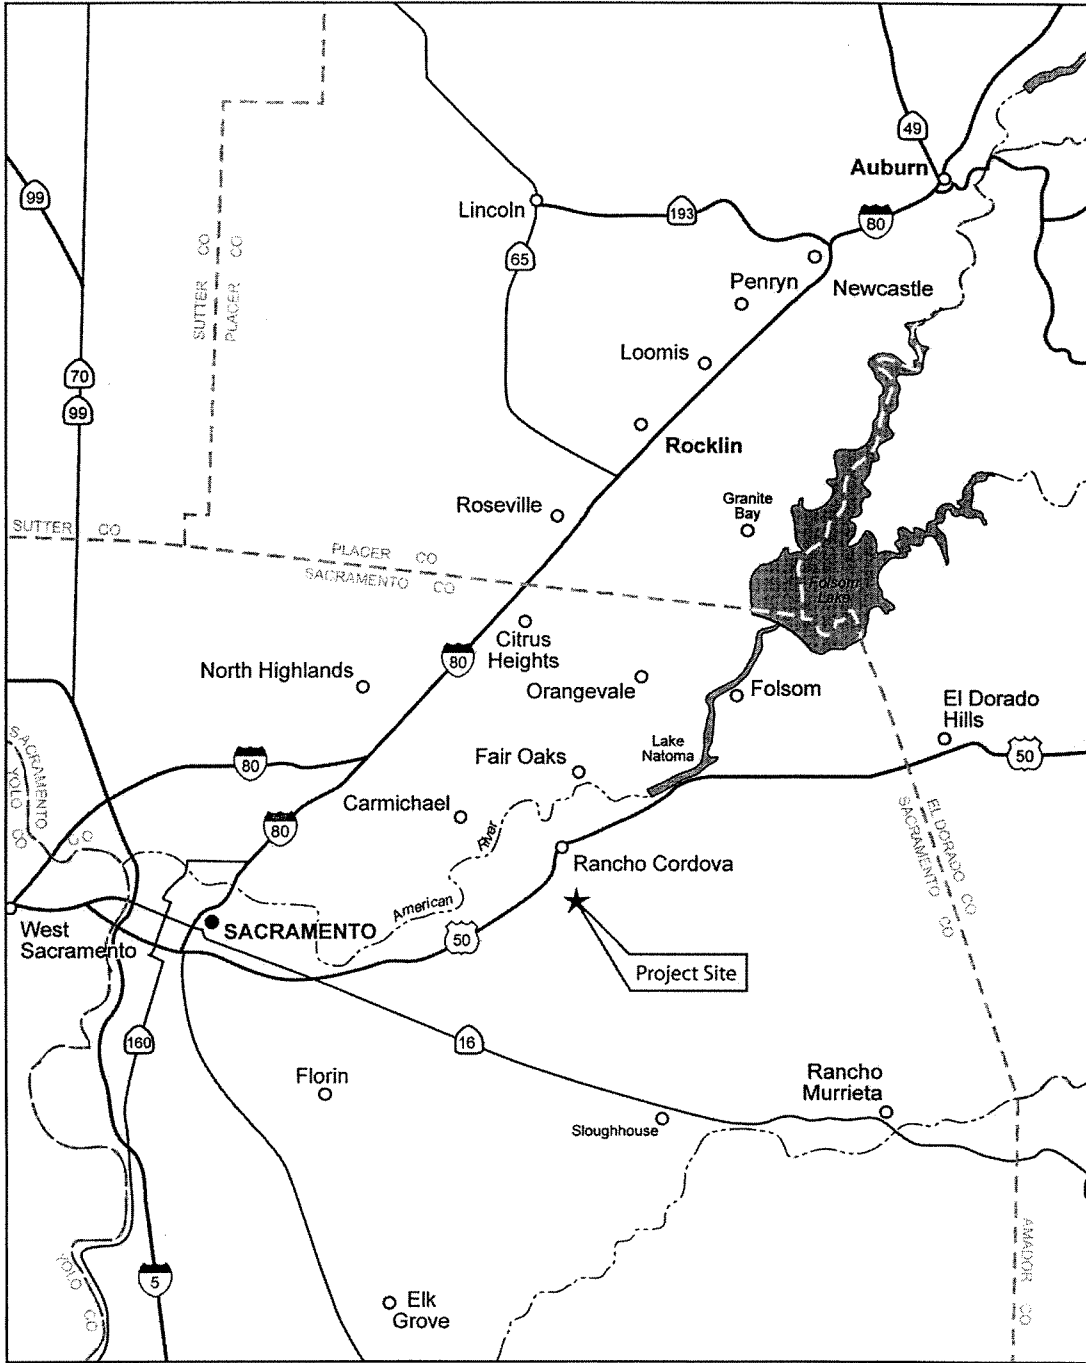 49
Auburn
99
Lincoln
193
80
SUTTER CO
PLACER CO
65
Penryn
Newcastle
Loomis
70
99
Rocklin
Roseville
Granite
Bay
SUTTER CO
PLACER CO
SACRAMENTO CO
Folsom
Lake
Citrus
Heights
80
North Highlands
Orangevale
Folsom
El Dorado
Hills
SACRAMENTO CO
YOLO CO
Lake
Natoma
50
80
Fair Oaks
Carmichael
80
River
EL DORADO CO
SACRAMENTO CO
Rancho Cordova
American
West
Sacramento
SACRAMENTO
50
Project Site
160
16
Florin
Rancho
Murrieta
Sloughhouse
YOLO CO
5
AMADOR CO
Elk
Grove